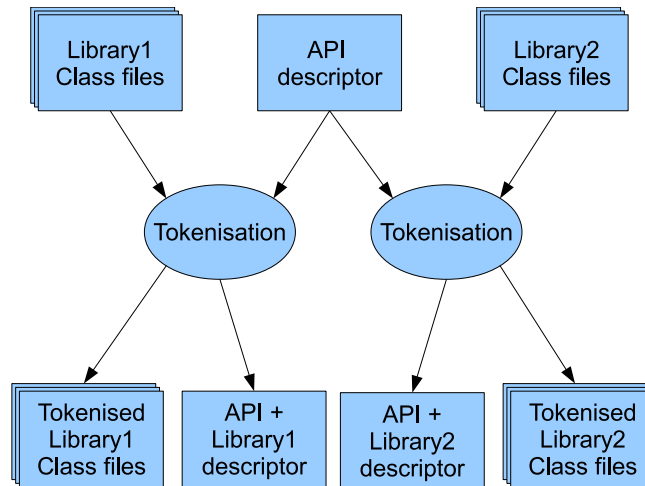 Library1
Class files
API
descriptor
Library2
Class files
Tokenisation
Tokenisation
Tokenised
Library1
Class files
API +
Library1
descriptor
API +
Library2
descriptor
Tokenised
Library2
Class files